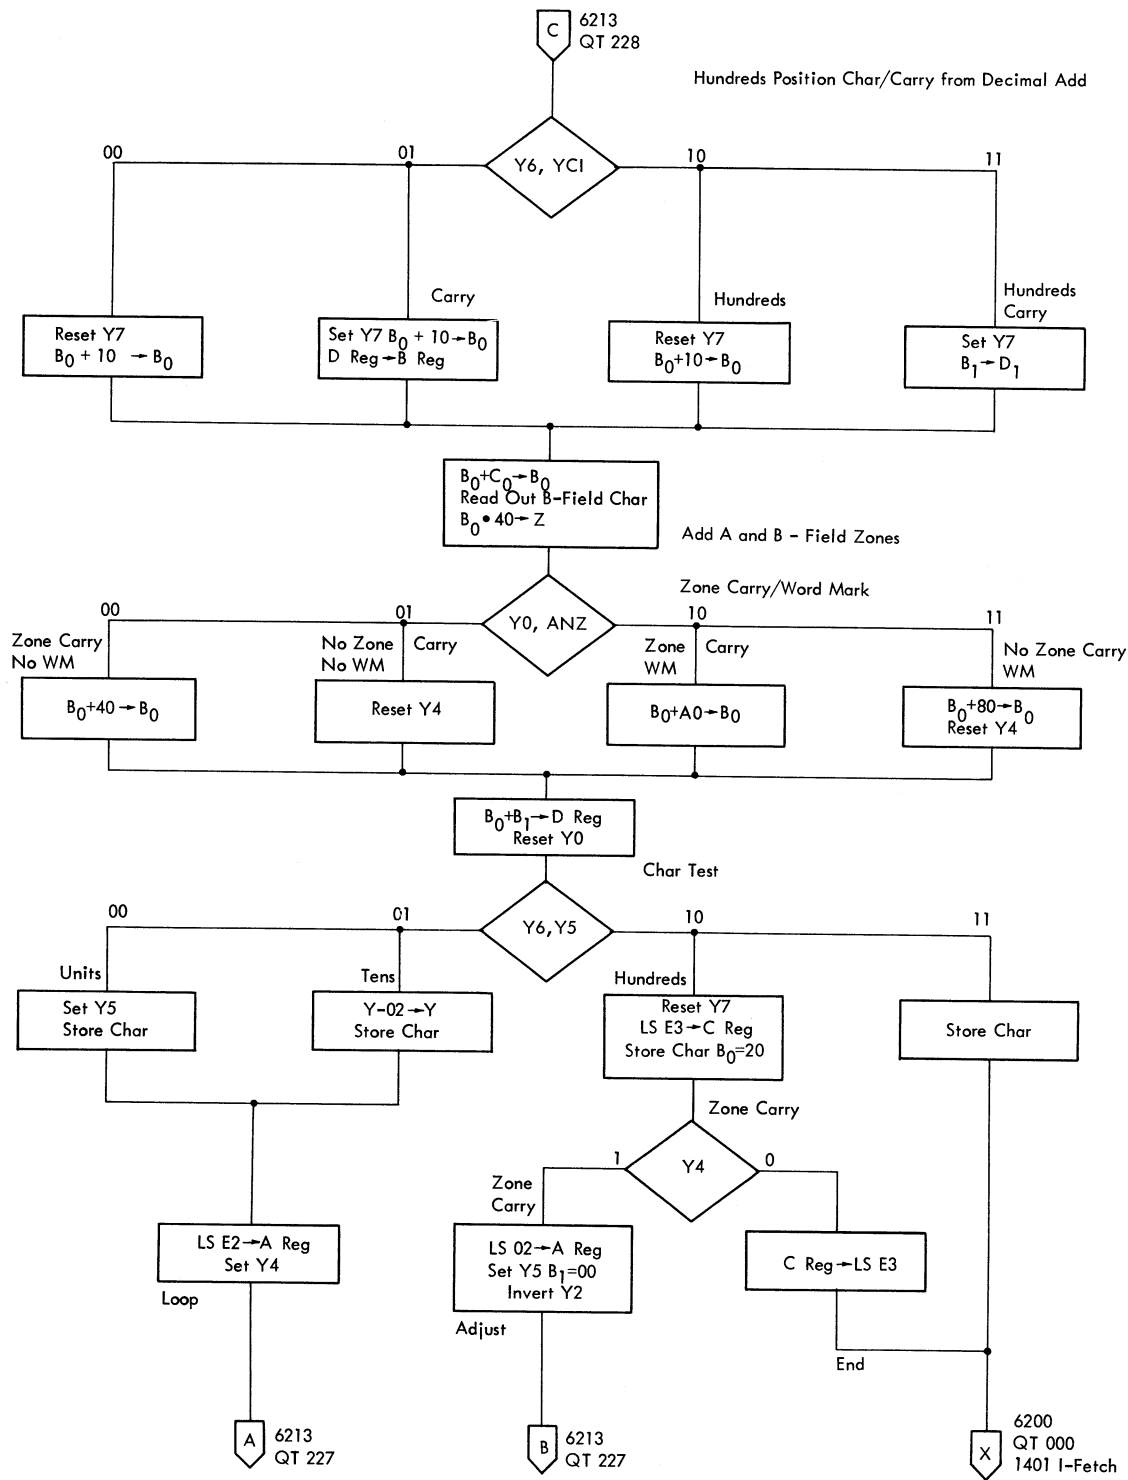 C
6213
QT 228
Hundreds Position Char/Carry from Decimal Add
00
01
Y6, YCI
10
11
Carry
Hundreds
Hundreds
Carry
Reset Y7
B0 + 10 → B0
Set Y7 B0 + 10→B0
D Reg→B Reg
Reset Y7
B0+10→B0
Set Y7
B1→D1
B0+C0→B0
Read Out B-Field Char
B0•40→Z
Add A and B - Field Zones
Zone Carry/Word Mark
00
01
Y0, ANZ
10
11
Zone Carry
No WM
No Zone Carry
No WM
Zone Carry
WM
No Zone Carry
WM
B0+40→B0
Reset Y4
B0+A0→B0
B0+80→B0
Reset Y4
B0+B1→D Reg
Reset Y0
Char Test
00
01
Y6,Y5
10
11
Units
Tens
Hundreds
Set Y5
Store Char
Y-02→Y
Store Char
Reset Y7
LS E3→C Reg
Store Char B0=20
Store Char
Zone Carry
1
Y4
0
Zone
Carry
LS E2→A Reg
Set Y4
LS 02→A Reg
Set Y5 B1=00
Invert Y2
C Reg→LS E3
Loop
Adjust
End
A
6213
QT 227
B
6213
QT 227
X
6200
QT 000
1401 I-Fetch